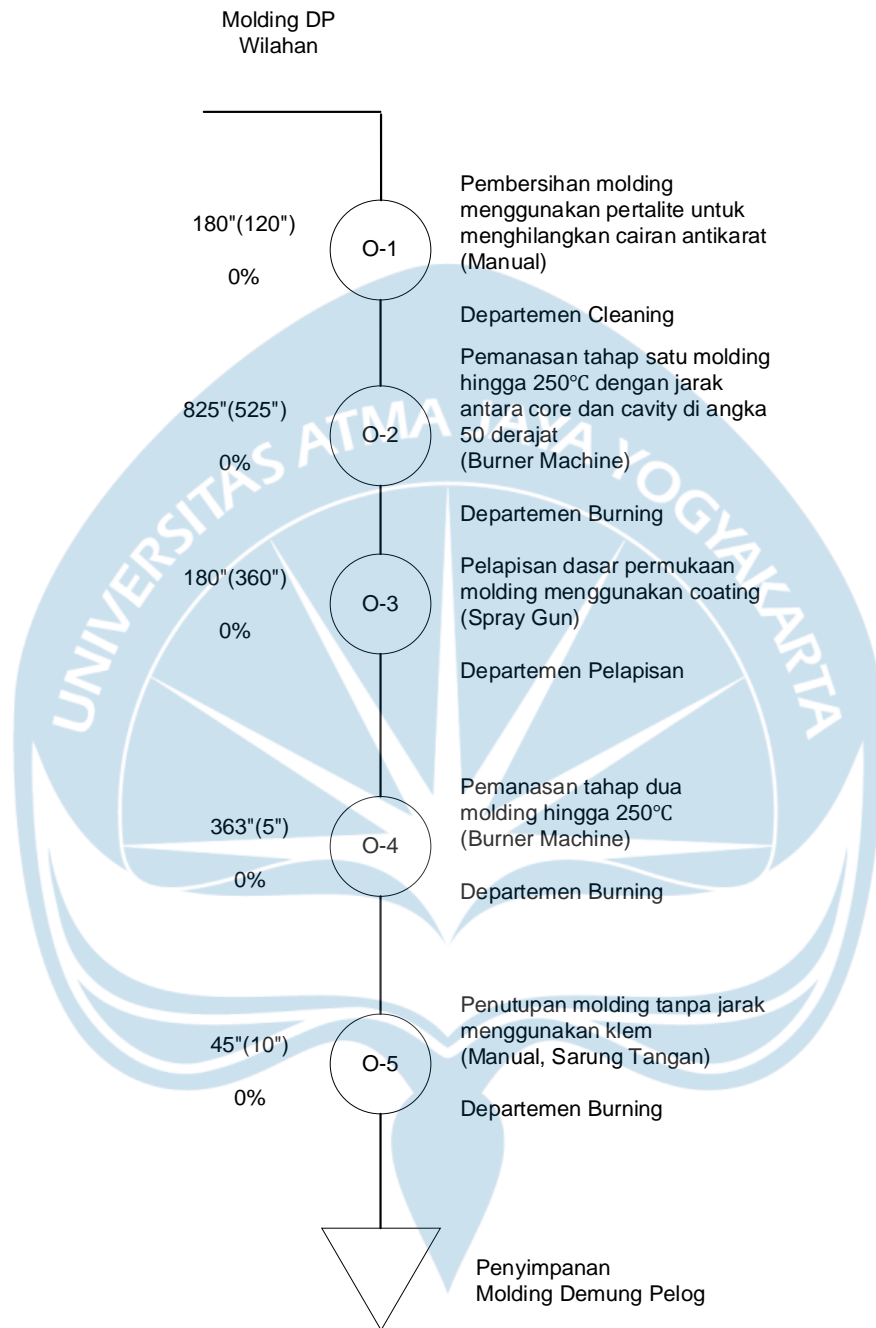 Molding DP
Wilahan
180"(120")
0%
O-1
Pembersihan molding
menggunakan pertalite untuk
menghilangkan cairan antikarat
(Manual)
Departemen Cleaning
825"(525")
0%
O-2
Pemanasan tahap satu molding
hingga 250℃ dengan jarak
antara core dan cavity di angka
50 derajat
(Burner Machine)
Departemen Burning
180"(360")
0%
O-3
Pelapisan dasar permukaan
molding menggunakan coating
(Spray Gun)
Departemen Pelapisan
363"(5")
0%
O-4
Pemanasan tahap dua
molding hingga 250℃
(Burner Machine)
Departemen Burning
45"(10")
0%
O-5
Penutupan molding tanpa jarak
menggunakan klem
(Manual, Sarung Tangan)
Departemen Burning
Penyimpanan
Molding Demung Pelog
UNIVERSITAS ATMA JAYA YOGYAKARTA